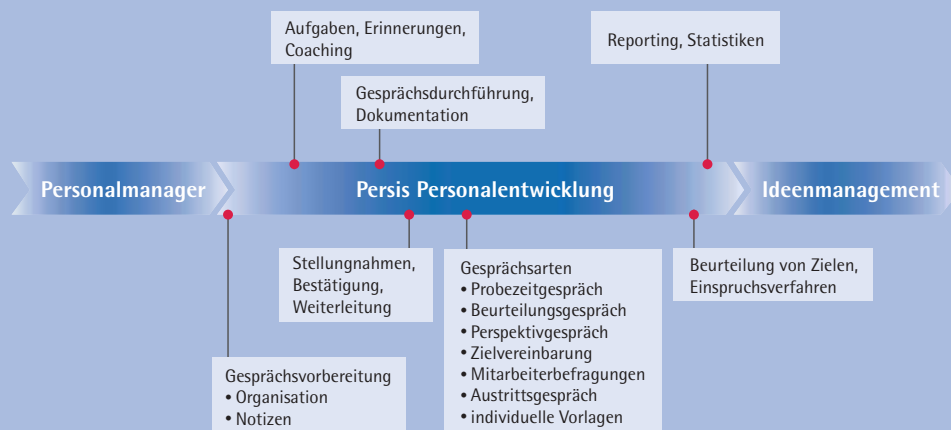 Aufgaben, Erinnerungen,
Coaching
Reporting, Statistiken
Gesprächsdurchführung,
Dokumentation
Personalmanager
Persis Personalentwicklung
Ideenmanagement
Stellungnahmen,
Bestätigung,
Weiterleitung
Gesprächsarten
• Probezeitgespräch
• Beurteilungsgespräch
• Perspektivgespräch
• Zielvereinbarung
• Mitarbeiterbefragungen
• Austrittsgespräch
• individuelle Vorlagen
Beurteilung von Zielen,
Einspruchsverfahren
Gesprächsvorbereitung
• Organisation
• Notizen